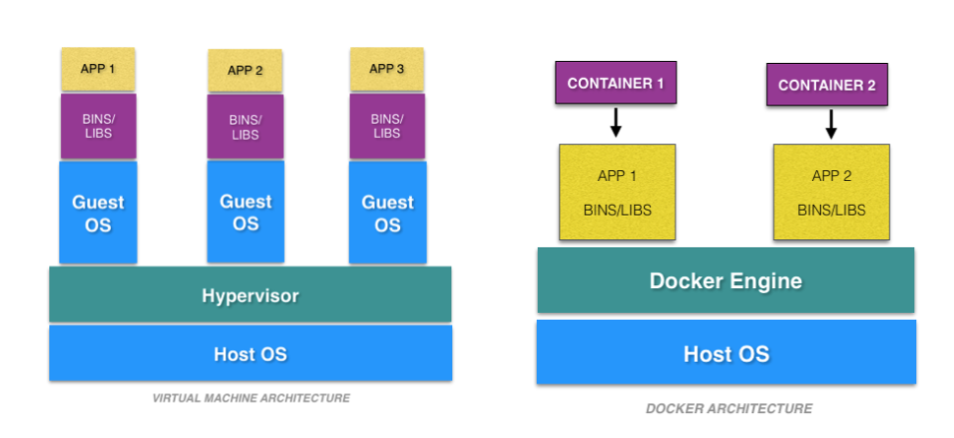 APP 1
BINS/
LIBS
Guest
OS
APP 2
BINS/
LIBS
Guest
OS
APP 3
BINS/
LIBS
Guest
OS
Hypervisor
Host OS
VIRTUAL MACHINE ARCHITECTURE
CONTAINER 1
APP 1
BINS/LIBS
CONTAINER 2
APP 2
BINS/LIBS
Docker Engine
Host OS
DOCKER ARCHITECTURE